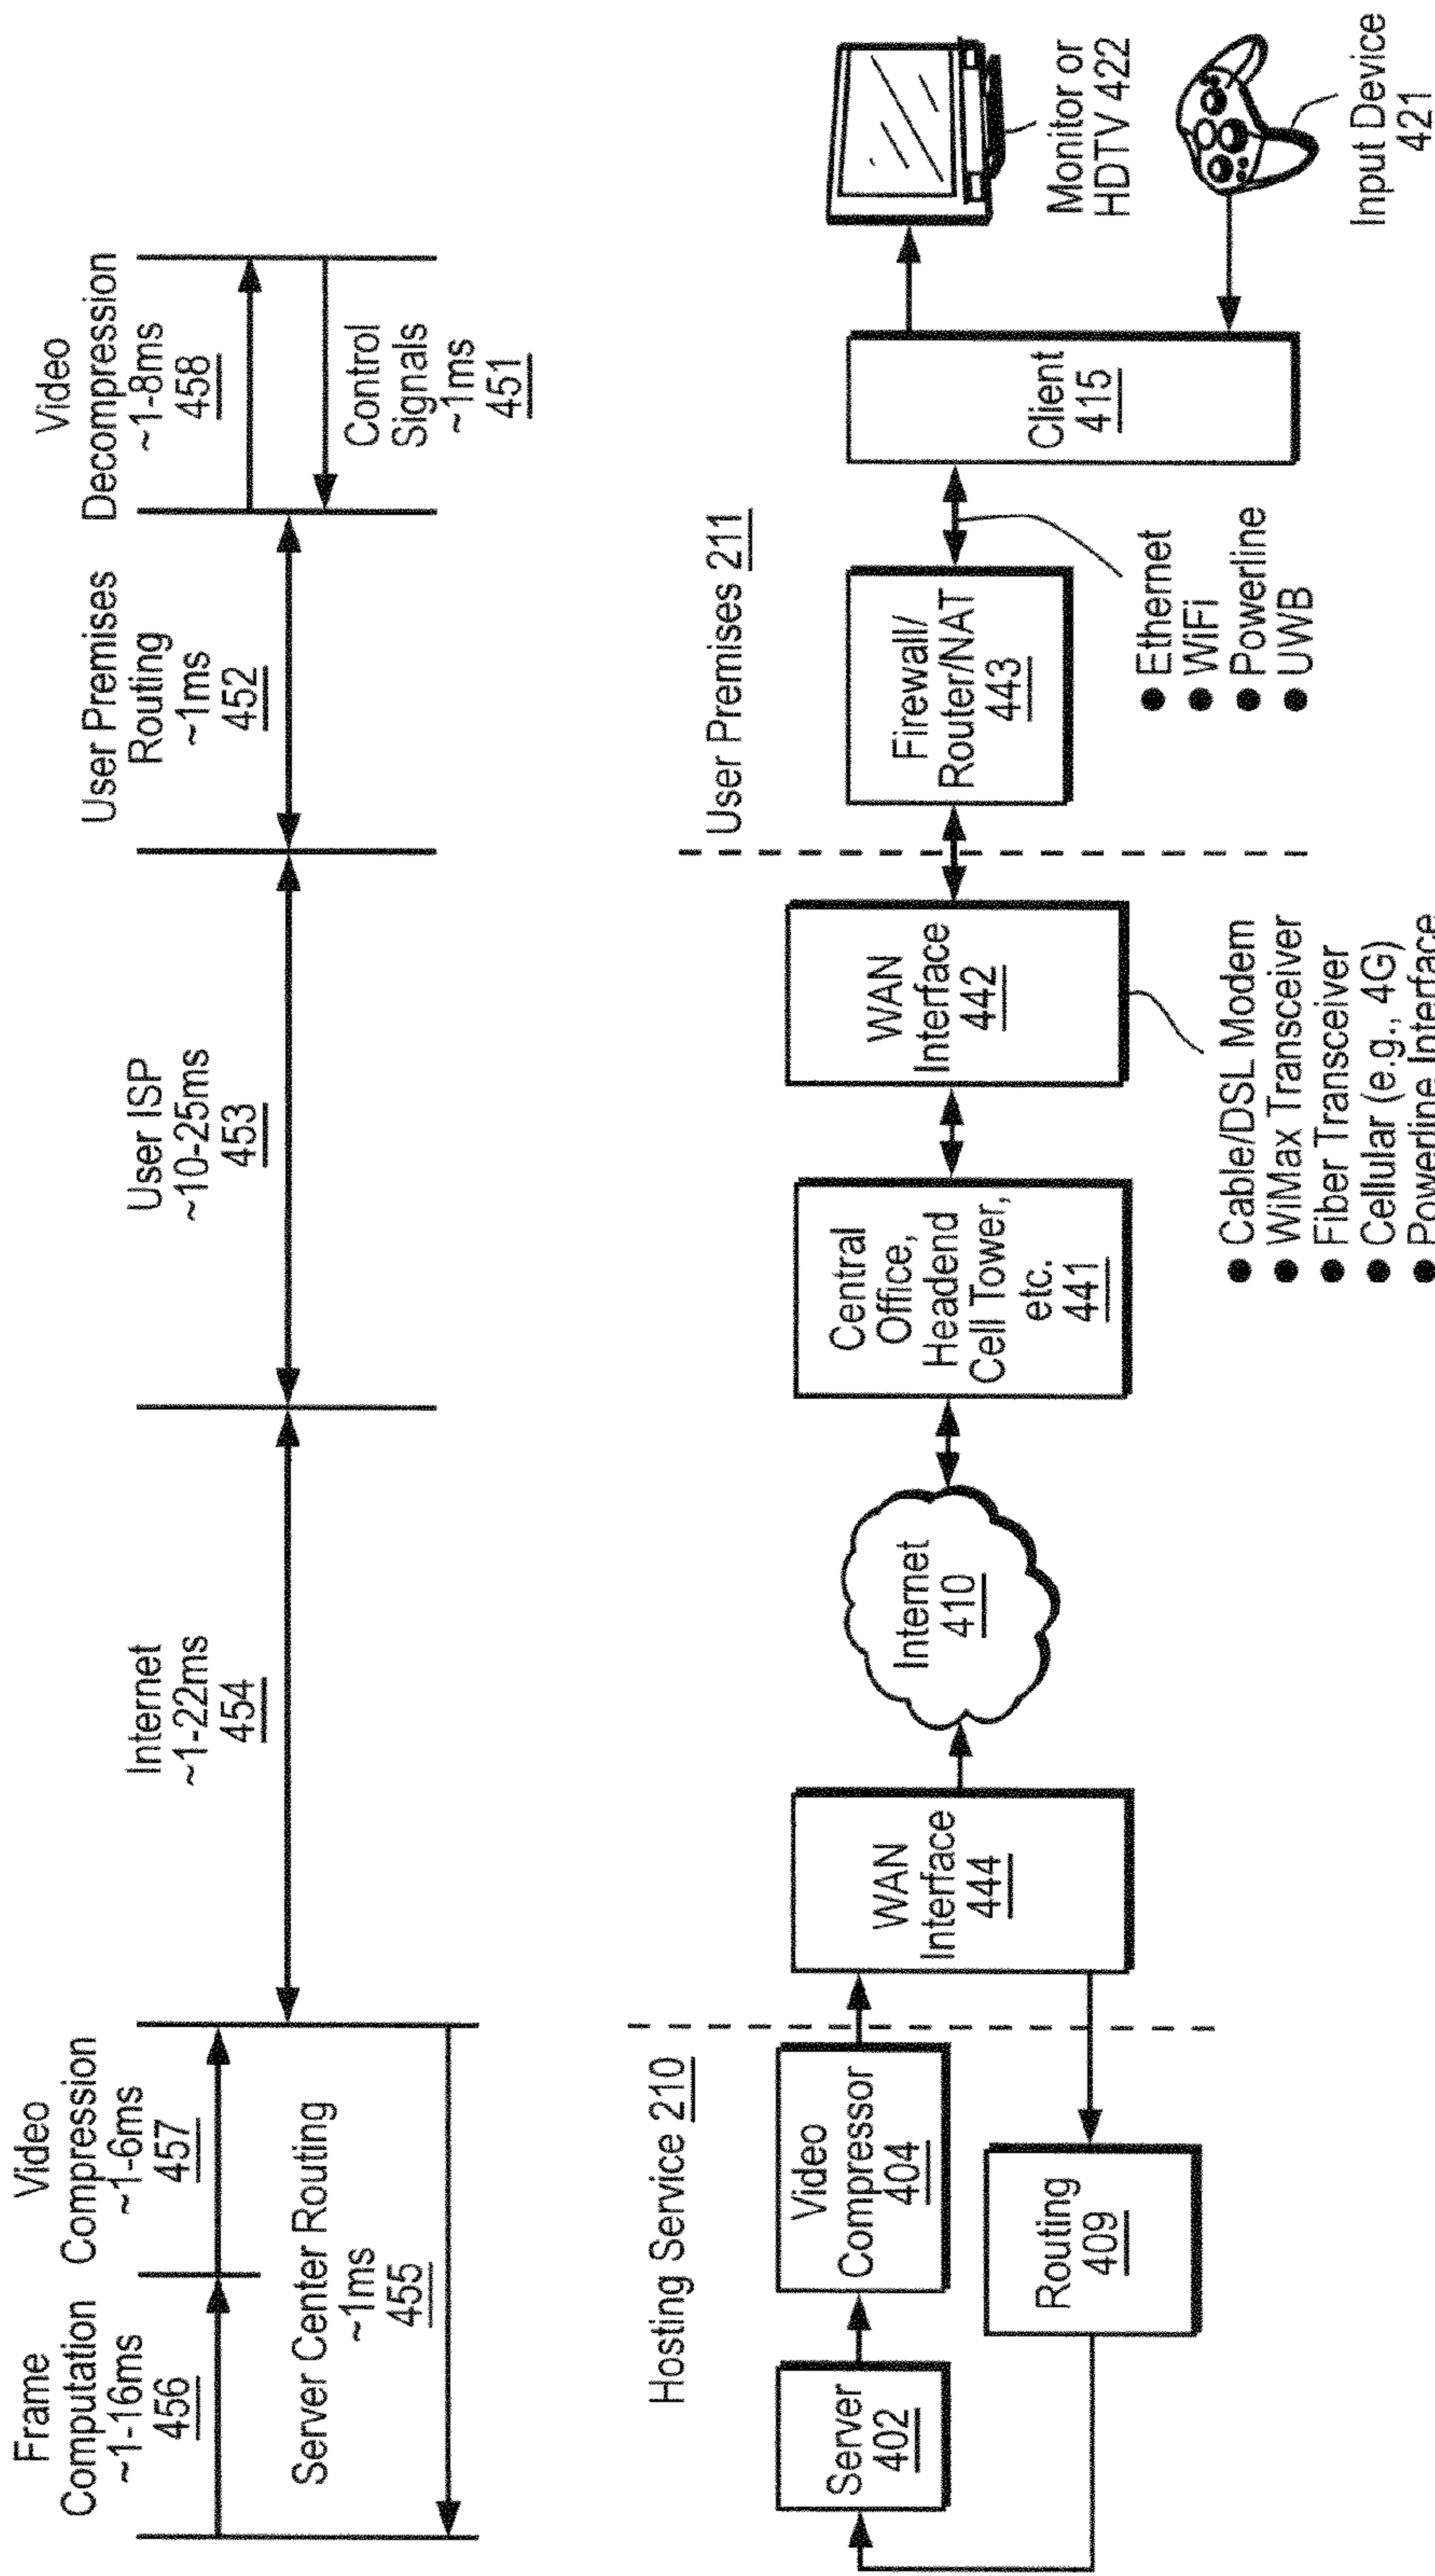 Frame
Computation
~1-16ms
456
Video
Compression
~1-6ms
457
Server Center Routing
~1ms
455
Internet
~1-22ms
454
User ISP
~10-25ms
453
User Premises
Routing
~1ms
452
Video
Decompression
~1-8ms
458
Control
Signals
~1ms
451
Hosting Service 210
Server
402
Video
Compressor
404
Routing
409
WAN
Interface
444
Internet
410
Central
Office,
Headend
Cell Tower,
etc.
441
WAN
Interface
442
● Cable/DSL Modem
● WiMax Transceiver
● Fiber Transceiver
● Cellular (e.g., 4G)
● Powerline Interface
User Premises 211
Firewall/
Router/NAT
443
● Ethernet
● WiFi
● Powerline
● UWB
Client
415
Monitor or
HDTV 422
Input Device
421